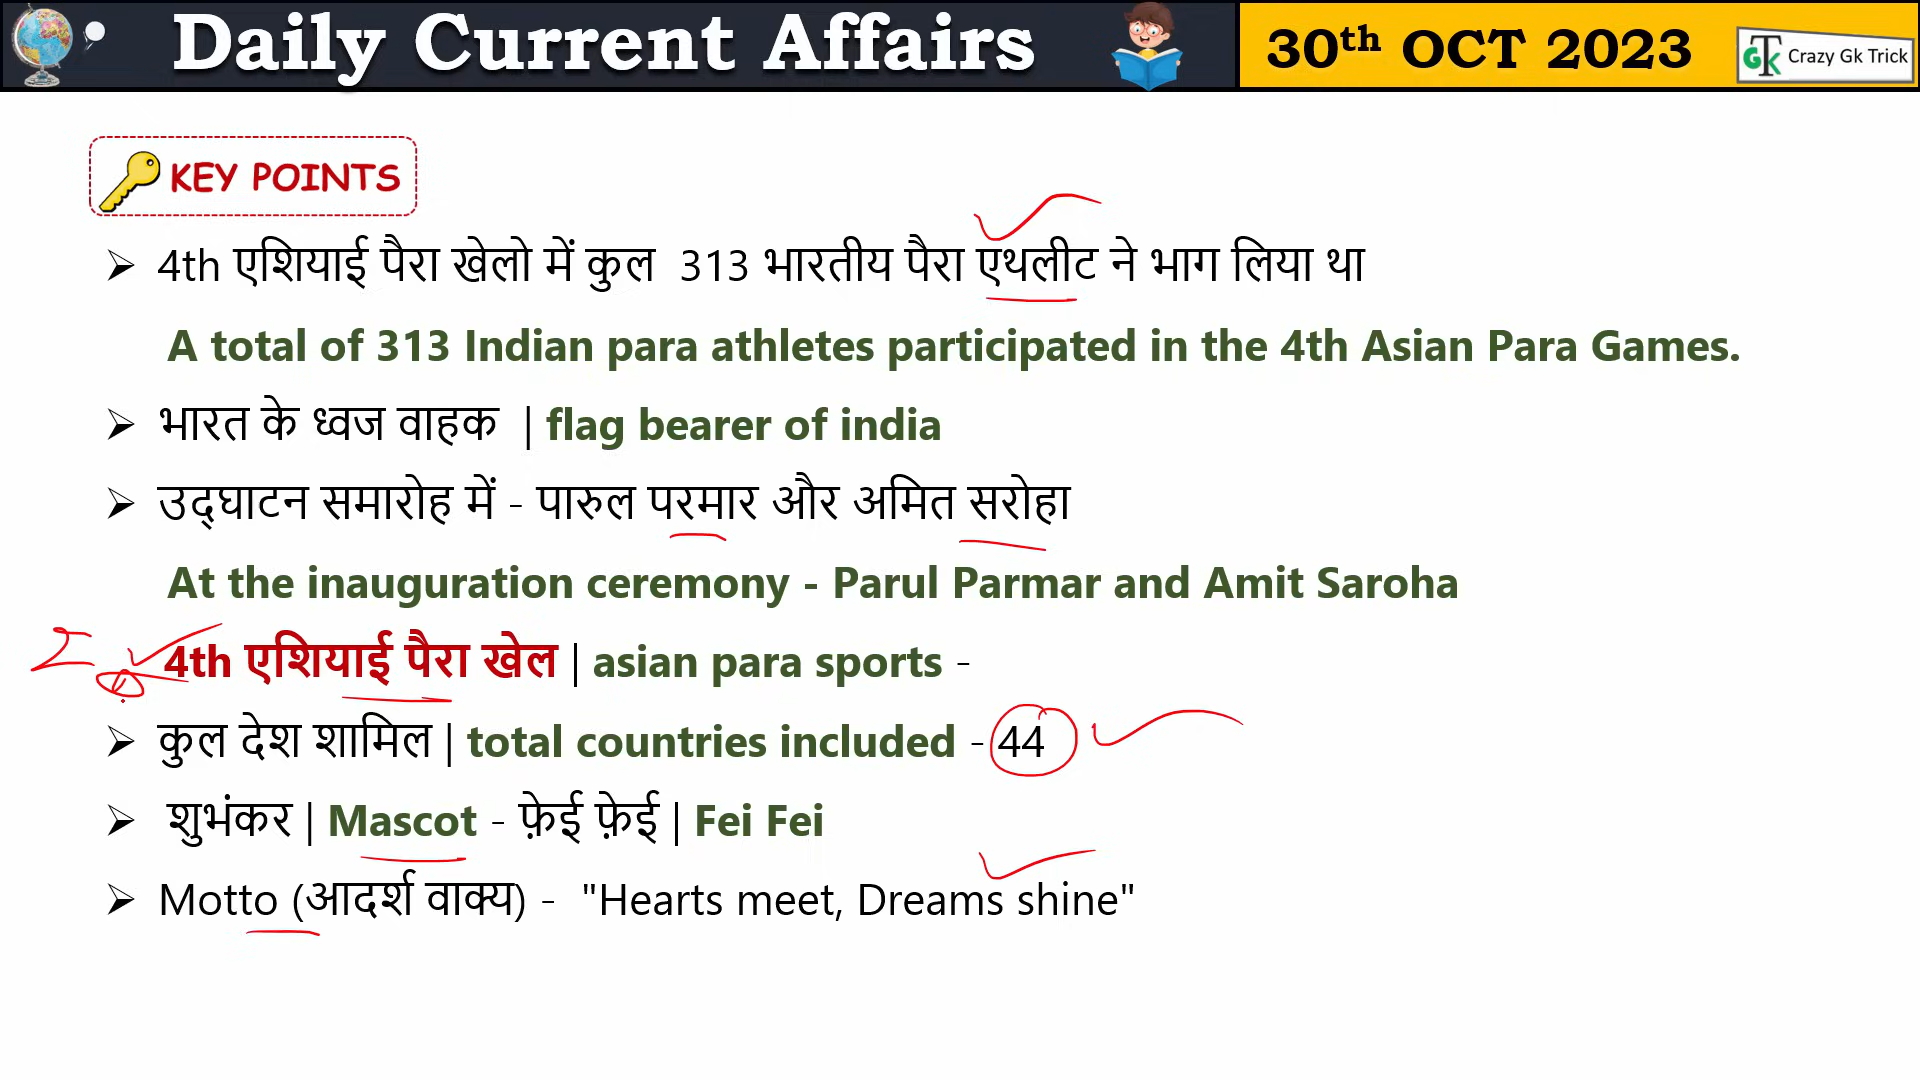 Daily Current Affairs
30th OCT 2023
GTK Crazy Gk Trick
KEY POINTS
4th एशियाई पैरा खेलो में कुल 313 भारतीय पैरा एथलीट ने भाग लिया था
A total of 313 Indian para athletes participated in the 4th Asian Para Games.
भारत के ध्वज वाहक | flag bearer of india
उद्घाटन समारोह में - पारुल परमार और अमित सरोहा
At the inauguration ceremony - Parul Parmar and Amit Saroha
4th एशियाई पैरा खेल | asian para sports -
कुल देश शामिल | total countries included - 44
शुभंकर | Mascot - फ़ेई फ़ेई | Fei Fei
Motto (आदर्श वाक्य) - "Hearts meet, Dreams shine"